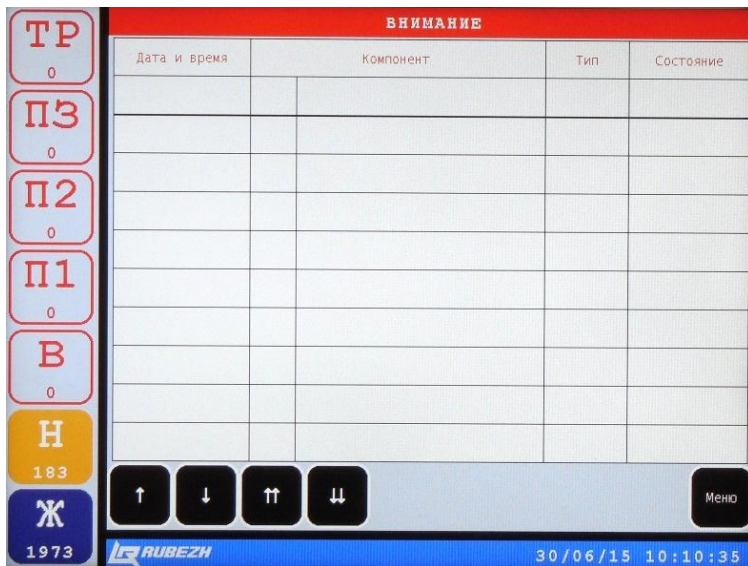 ТР
0
ПЗ
0
П2
0
П1
0
В
0
Н
183
Ж
1973
ВНИМАНИЕ
Дата и время Компонент Тип Состояние
↑ ↓ ⇈ ⇊ Меню
RUBEZH 30/06/15 10:10:35